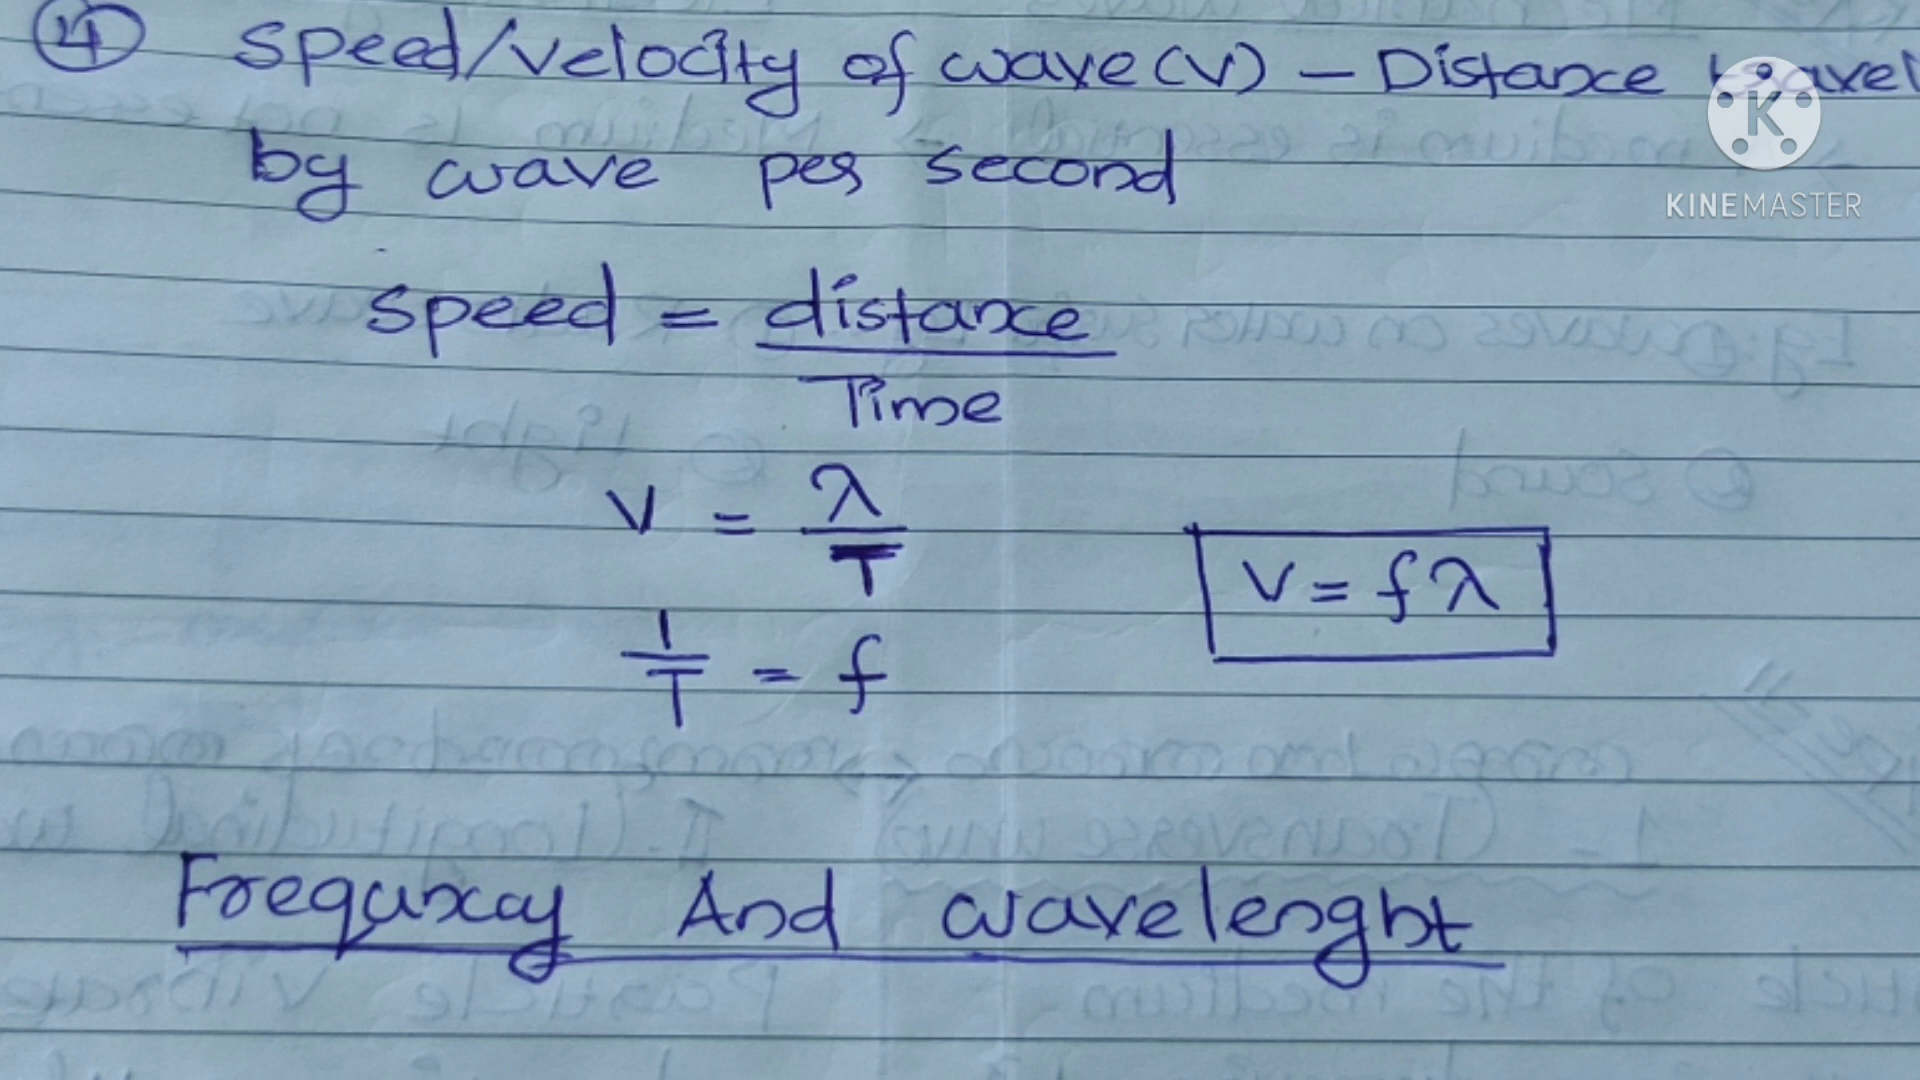 4 Speed/velocity of wave (v) - Distance travel
by wave per second
Speed = distance
Time
V = λ
T
V = fλ
1
T = f
Frequncay And wavelenght
KINEMASTER